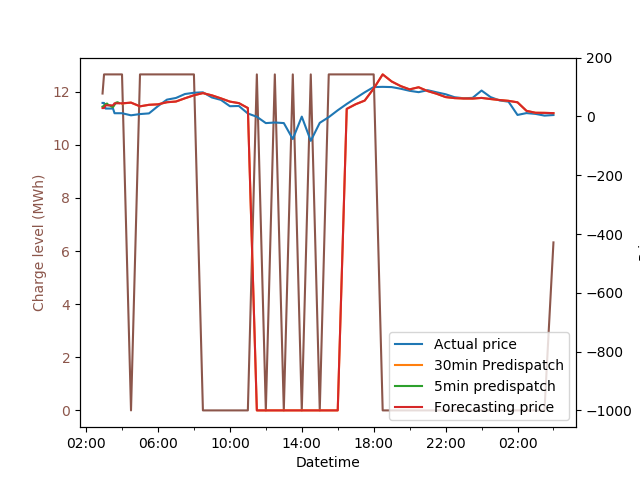 200
12
0
10
−200
8
−400
6
−600
4
Actual price
−800
2
30min Predispatch
5min predispatch
0
Forecasting price
−1000
Charge level (MWh)
02:00 06:00 10:00 14:00 18:00 22:00 02:00
Datetime